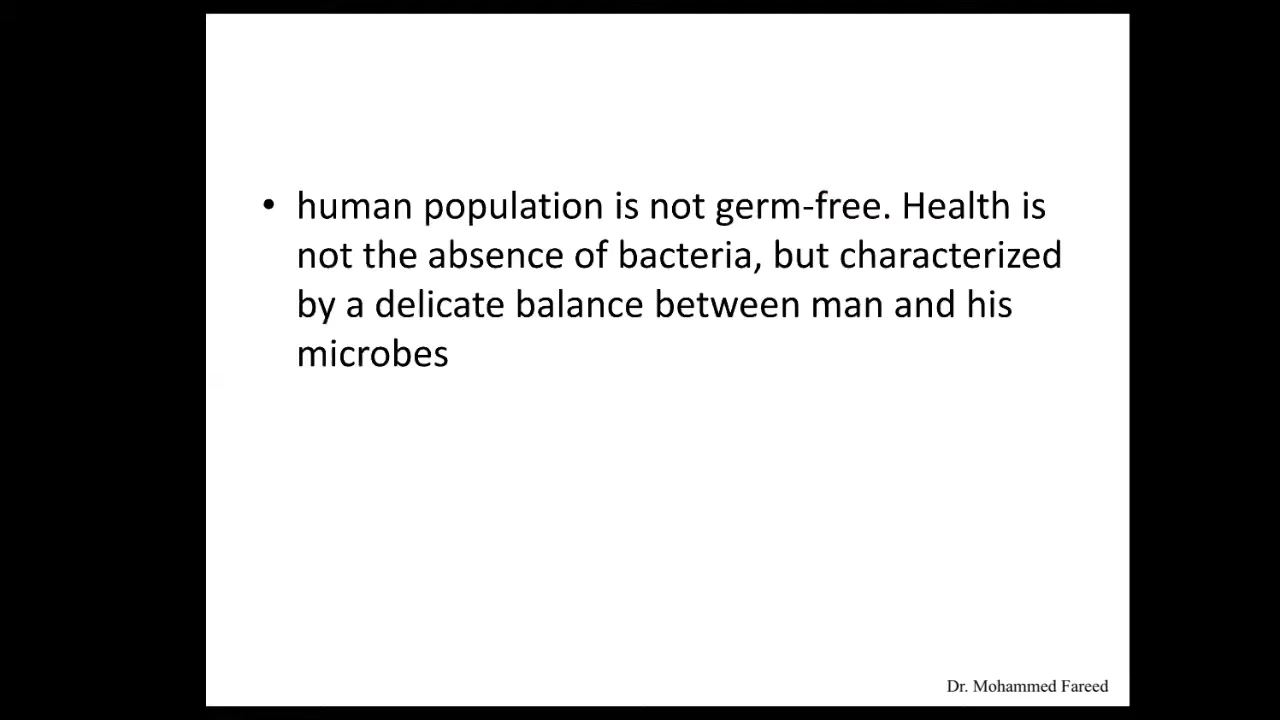 • human population is not germ-free. Health is
not the absence of bacteria, but characterized
by a delicate balance between man and his
microbes
Dr. Mohammed Fareed